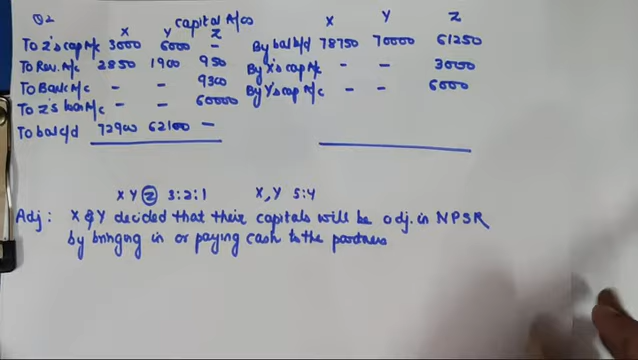 Q2
Capital A/cs
X Y Z X Y Z
To Z's cap A/c 3000 6000 - By bal b/d 78750 70000 61250
To Rev. A/c 2850 1900 950 By X's cap A/c - - 3000
To Bank A/c - - 9300 By Y's cap A/c - - 6000
To Z's loan A/c - - 60000
To bal c/d 72900 62100 -
X Y Z 3:2:1 X, Y 5:4
Adj: X & Y decided that their capitals will be adj. in NPSR
by bringing in or paying cash to the partners